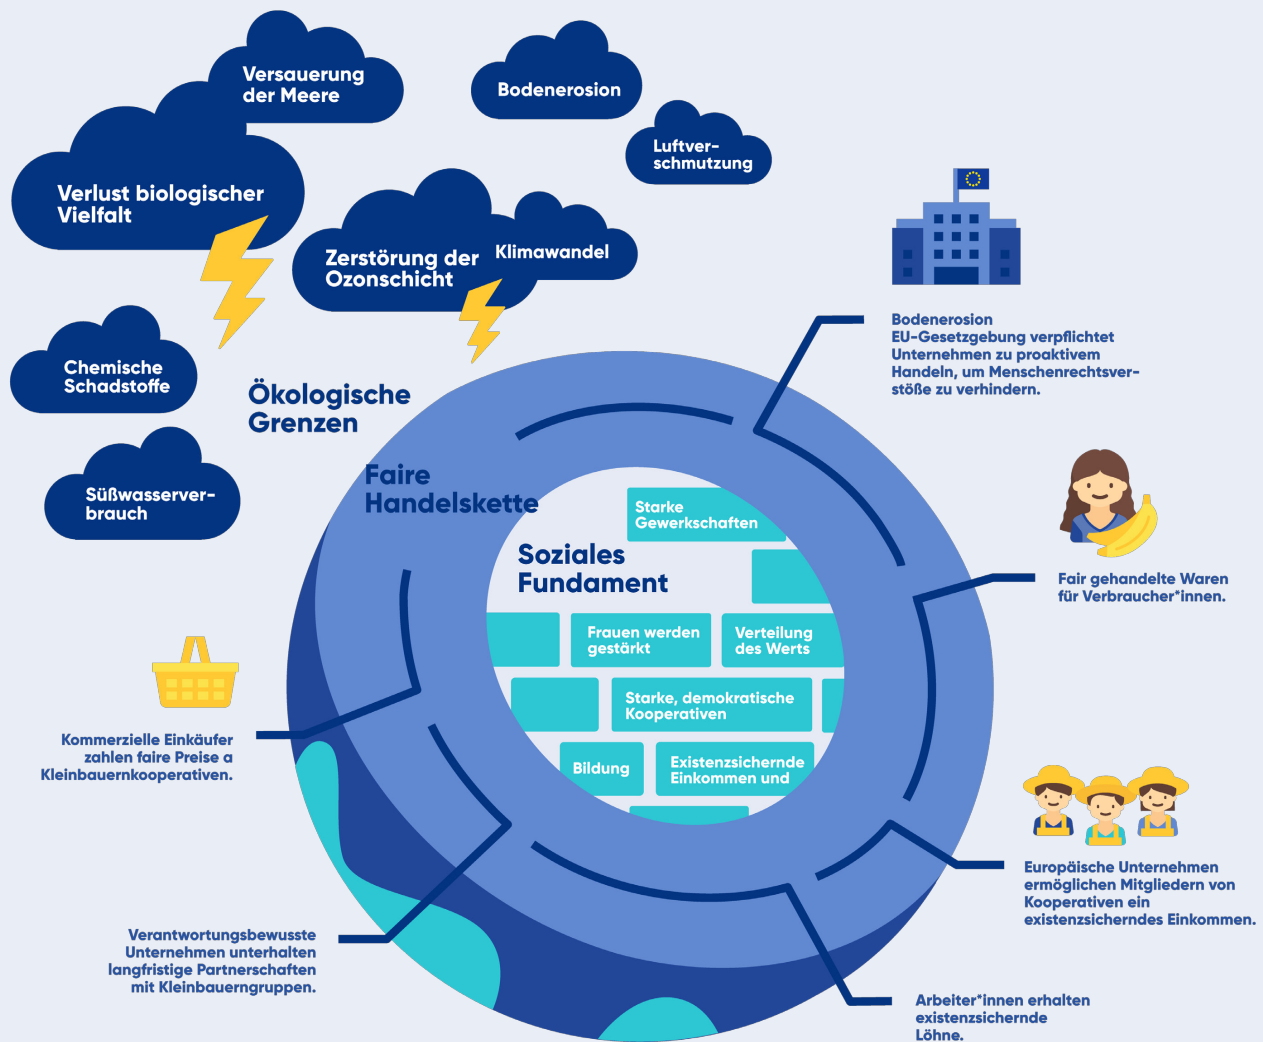 Versauerung
der Meere
Bodenerosion
Luftver-
schmutzung
Verlust biologischer
Vielfalt
Zerstörung der
Ozonschicht
Klimawandel
Chemische
Schadstoffe
Süßwasserver-
brauch
Ökologische
Grenzen
Faire
Handelskette
Soziales
Fundament
Starke
Gewerkschaften
Frauen werden
gestärkt
Verteilung
des Werts
Starke, demokratische
Kooperativen
Bildung
Existenzsichernde
Einkommen und
Bodenerosion
EU-Gesetzgebung verpflichtet
Unternehmen zu proaktivem
Handeln, um Menschenrechtsver-
stöße zu verhindern.
Fair gehandelte Waren
für Verbraucher*innen.
Europäische Unternehmen
ermöglichen Mitgliedern von
Kooperativen ein
existenzsicherndes Einkommen.
Arbeiter*innen erhalten
existenzsichernde
Löhne.
Verantwortungsbewusste
Unternehmen unterhalten
langfristige Partnerschaften
mit Kleinbauerngruppen.
Kommerzielle Einkäufer
zahlen faire Preise a
Kleinbauernkooperativen.